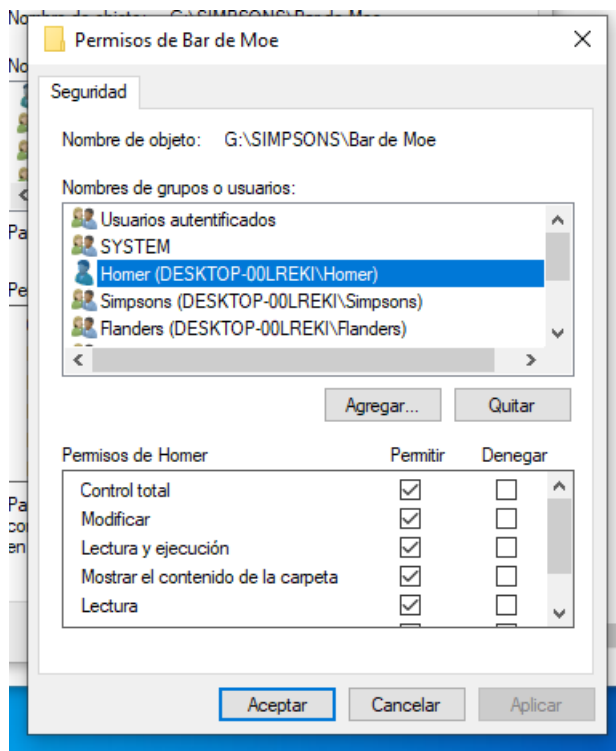 Permisos de Bar de Moe
Seguridad
Nombre de objeto: G:\SIMPSONS\Bar de Moe
Nombres de grupos o usuarios:
Usuarios autentificados
SYSTEM
Homer (DESKTOP-00LREKI\Homer)
Simpsons (DESKTOP-00LREKI\Simpsons)
Flanders (DESKTOP-00LREKI\Flanders)
Agregar...
Quitar
Permisos de Homer Permitir Denegar
Control total
Modificar
Lectura y ejecución
Mostrar el contenido de la carpeta
Lectura
Aceptar
Cancelar
Aplicar